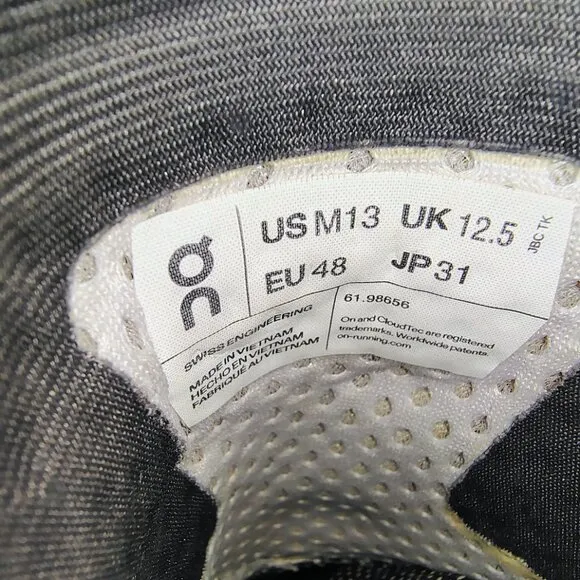 On
US M13 UK 12.5
EU 48 JP 31
JBC TK
SWISS ENGINEERING
MADE IN VIETNAM
HECHO EN VIETNAM
FABRIQUÉ AU VIETNAM
61.98656
On and CloudTec are registered
trademarks. Worldwide patents.
on-running.com